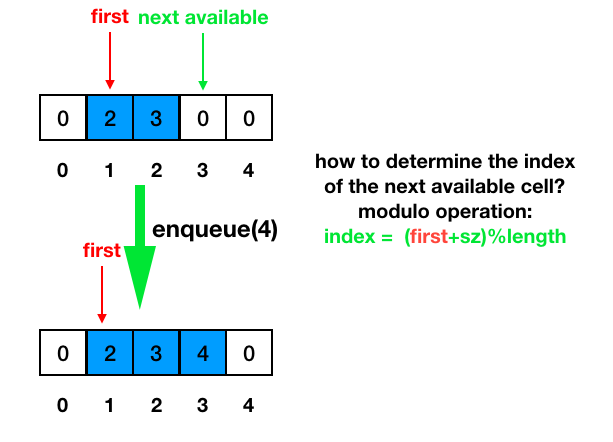 first next available
0 2 3 0 0
0 1 2 3 4
how to determine the index
of the next available cell?
modulo operation:
index =  (first+sz)%length
enqueue(4)
first
0 2 3 4 0
0 1 2 3 4